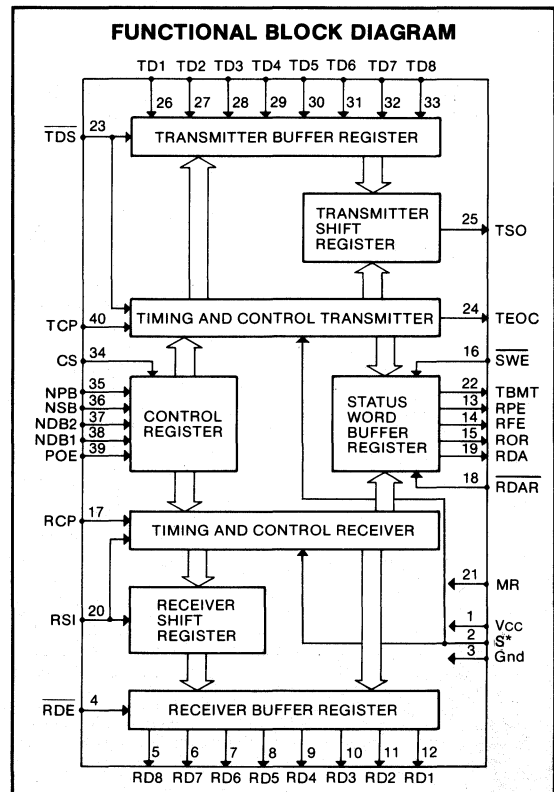 FUNCTIONAL BLOCK DIAGRAM
TD1 TD2 TD3 TD4 TD5 TD6 TD7 TD8
26 27 28 29 30 31 32 33
TDS 23
TRANSMITTER BUFFER REGISTER
TRANSMITTER
SHIFT
REGISTER
25 TSO
TCP 40
TIMING AND CONTROL TRANSMITTER
24 TEOC
CS 34
16 SWE
NPB 35
NSB 36
NDB2 37
NDB1 38
POE 39
CONTROL
REGISTER
STATUS
WORD
BUFFER
REGISTER
22 TBMT
13 RPE
14 RFE
15 ROR
19 RDA
18 RDAR
RCP 17
TIMING AND CONTROL RECEIVER
21 MR
RSI 20
RECEIVER
SHIFT
REGISTER
1 Vcc
2 S*
3 Gnd
RDE 4
RECEIVER BUFFER REGISTER
5 6 7 8 9 10 11 12
RD8 RD7 RD6 RD5 RD4 RD3 RD2 RD1